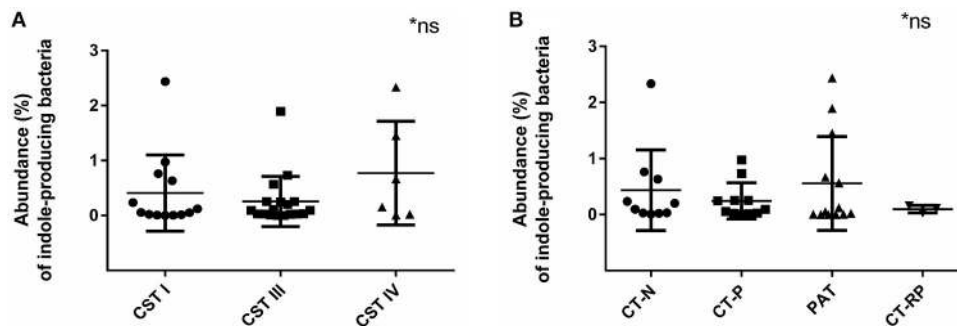 A
*ns
Abundance (%)
of indole-producing bacteria
3
2
1
0
CST I
CST III
CST IV
B
*ns
Abundance (%)
of indole-producing bacteria
3
2
1
0
CT-N
CT-P
PAT
CT-RP